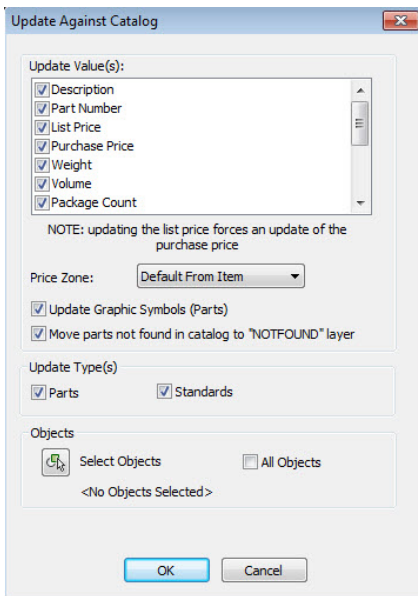 Update Against Catalog
Update Value(s):
Description
Part Number
List Price
Purchase Price
Weight
Volume
Package Count
NOTE: updating the list price forces an update of the
purchase price
Price Zone: Default From Item
Update Graphic Symbols (Parts)
Move parts not found in catalog to "NOTFOUND" layer
Update Type(s)
Parts Standards
Objects
Select Objects All Objects
<No Objects Selected>
OK Cancel